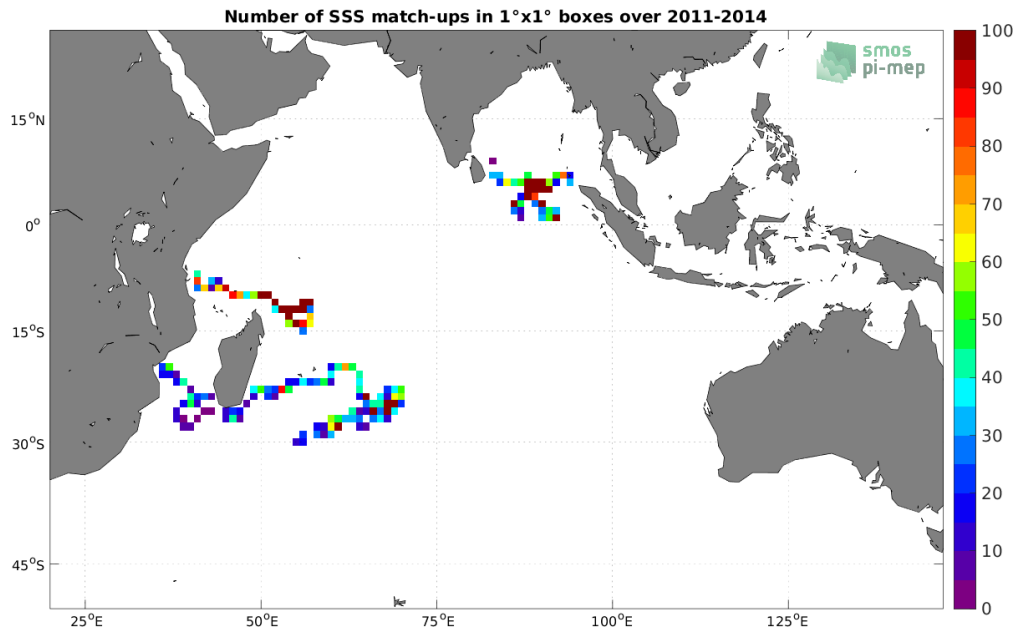 Number of SSS match-ups in 1°x1° boxes over 2011-2014
smos
pi-mep
15°N
0°
15°S
30°S
45°S
25°E
50°E
75°E
100°E
125°E
100
90
80
70
60
50
40
30
20
10
0